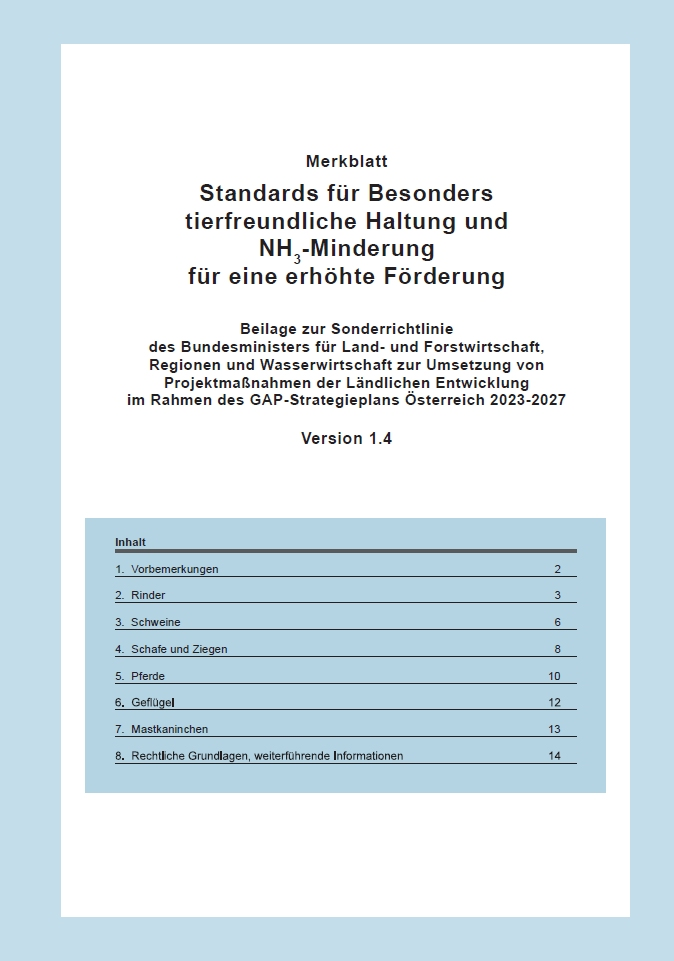 Merkblatt
Standards für Besonders
tierfreundliche Haltung und
NH3-Minderung
für eine erhöhte Förderung
Beilage zur Sonderrichtlinie
des Bundesministers für Land- und Forstwirtschaft,
Regionen und Wasserwirtschaft zur Umsetzung von
Projektmaßnahmen der Ländlichen Entwicklung
im Rahmen des GAP-Strategieplans Österreich 2023-2027
Version 1.4
Inhalt
1. Vorbemerkungen 2
2. Rinder 3
3. Schweine 6
4. Schafe und Ziegen 8
5. Pferde 10
6. Geflügel 12
7. Mastkaninchen 13
8. Rechtliche Grundlagen, weiterführende Informationen 14